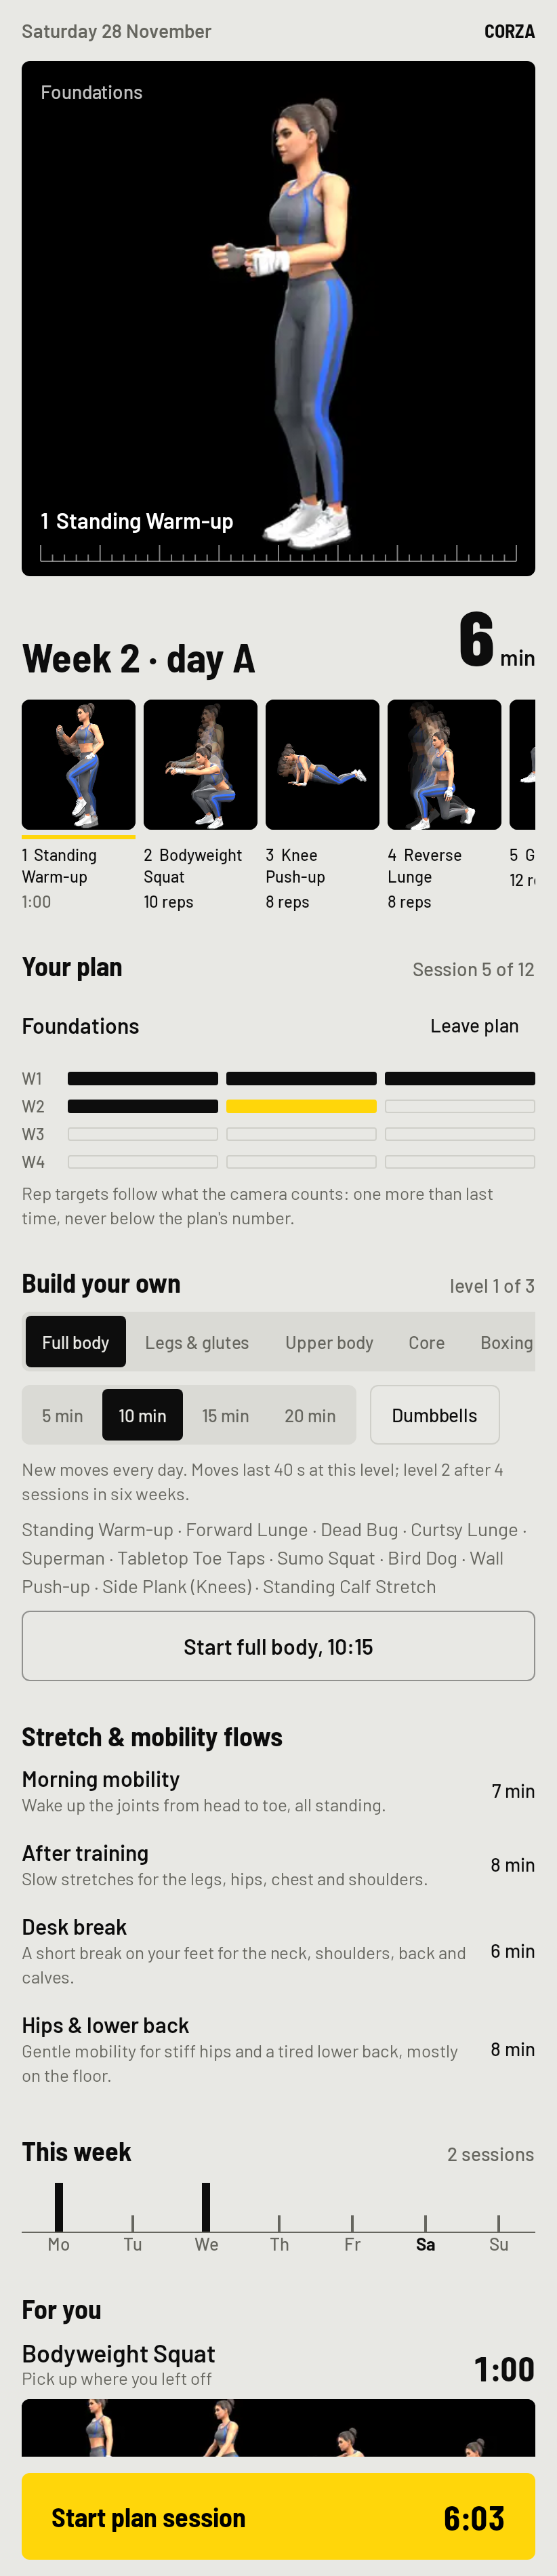 Saturday 28 November
CORZA
Foundations
1 Standing Warm-up
Week 2 · day A
6 min
1 Standing Warm-up
1:00
2 Bodyweight Squat
10 reps
3 Knee Push-up
8 reps
4 Reverse Lunge
8 reps
5 G
12 r
Your plan
Session 5 of 12
Foundations
Leave plan
W1
W2
W3
W4
Rep targets follow what the camera counts: one more than last
time, never below the plan's number.
Build your own
level 1 of 3
Full body
Legs & glutes
Upper body
Core
Boxing
5 min
10 min
15 min
20 min
Dumbbells
New moves every day. Moves last 40 s at this level; level 2 after 4
sessions in six weeks.
Standing Warm-up · Forward Lunge · Dead Bug · Curtsy Lunge ·
Superman · Tabletop Toe Taps · Sumo Squat · Bird Dog · Wall
Push-up · Side Plank (Knees) · Standing Calf Stretch
Start full body, 10:15
Stretch & mobility flows
Morning mobility
Wake up the joints from head to toe, all standing.
7 min
After training
Slow stretches for the legs, hips, chest and shoulders.
8 min
Desk break
A short break on your feet for the neck, shoulders, back and
calves.
6 min
Hips & lower back
Gentle mobility for stiff hips and a tired lower back, mostly
on the floor.
8 min
This week
2 sessions
Mo
Tu
We
Th
Fr
Sa
Su
For you
Bodyweight Squat
Pick up where you left off
1:00
Start plan session
6:03